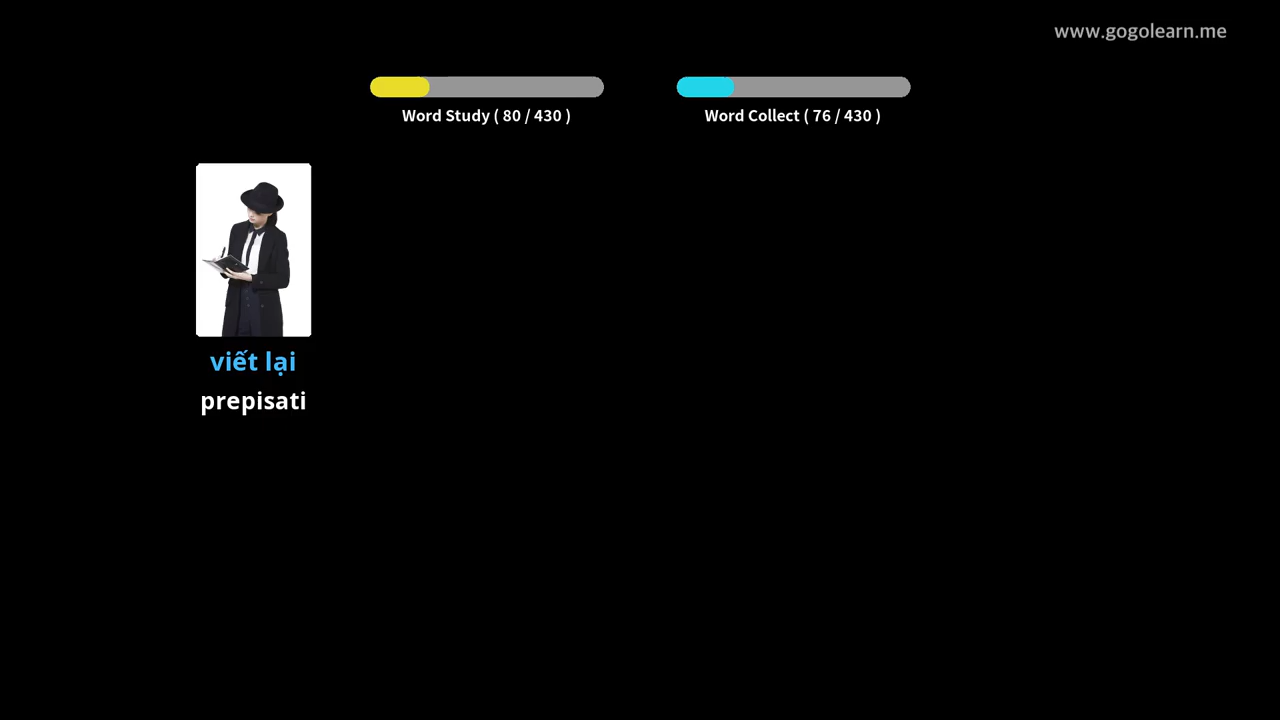 www.gogolearn.me
Word Study ( 80 / 430 )
Word Collect ( 76 / 430 )
viết lại
prepisati